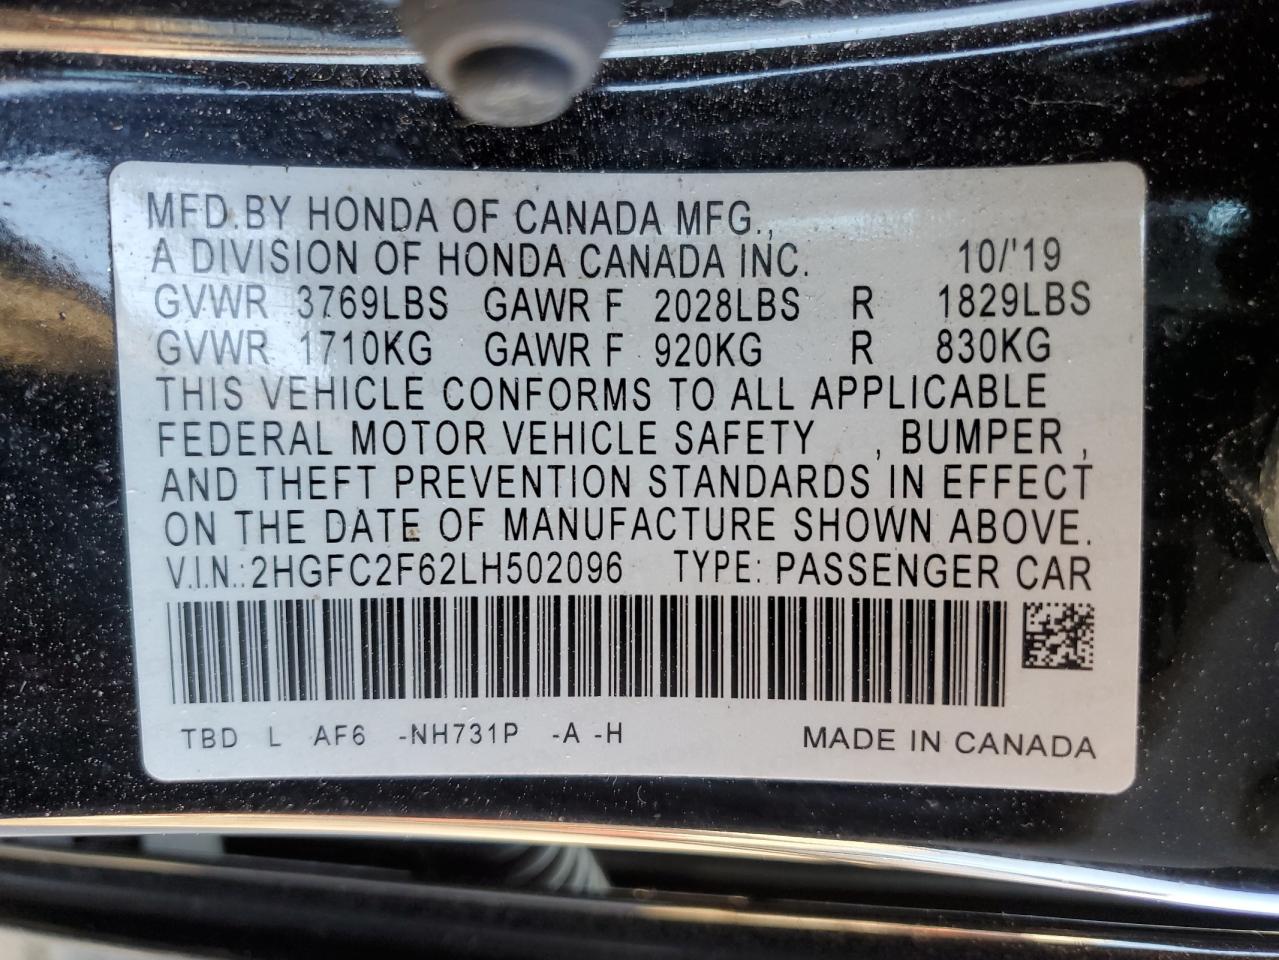 MFD. BY HONDA OF CANADA MFG.,
A DIVISION OF HONDA CANADA INC. 10/'19
GVWR 3769LBS GAWR F 2028LBS R 1829LBS
GVWR 1710KG GAWR F 920KG R 830KG
THIS VEHICLE CONFORMS TO ALL APPLICABLE
FEDERAL MOTOR VEHICLE SAFETY , BUMPER ,
AND THEFT PREVENTION STANDARDS IN EFFECT
ON THE DATE OF MANUFACTURE SHOWN ABOVE.
V.I.N.: 2HGFC2F62LH502096 TYPE: PASSENGER CAR
TBD L AF6 -NH731P -A -H MADE IN CANADA